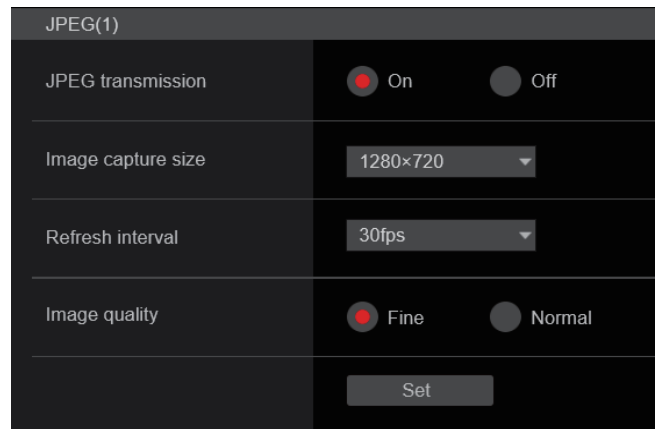 JPEG(1)
JPEG transmission On Off
Image capture size 1280×720
Refresh interval 30fps
Image quality Fine Normal
Set